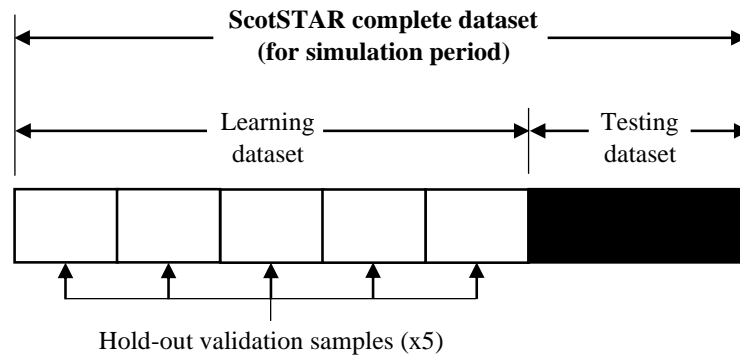 ScotSTAR complete dataset
(for simulation period)
Learning
dataset
Testing
dataset
Hold-out validation samples (x5)